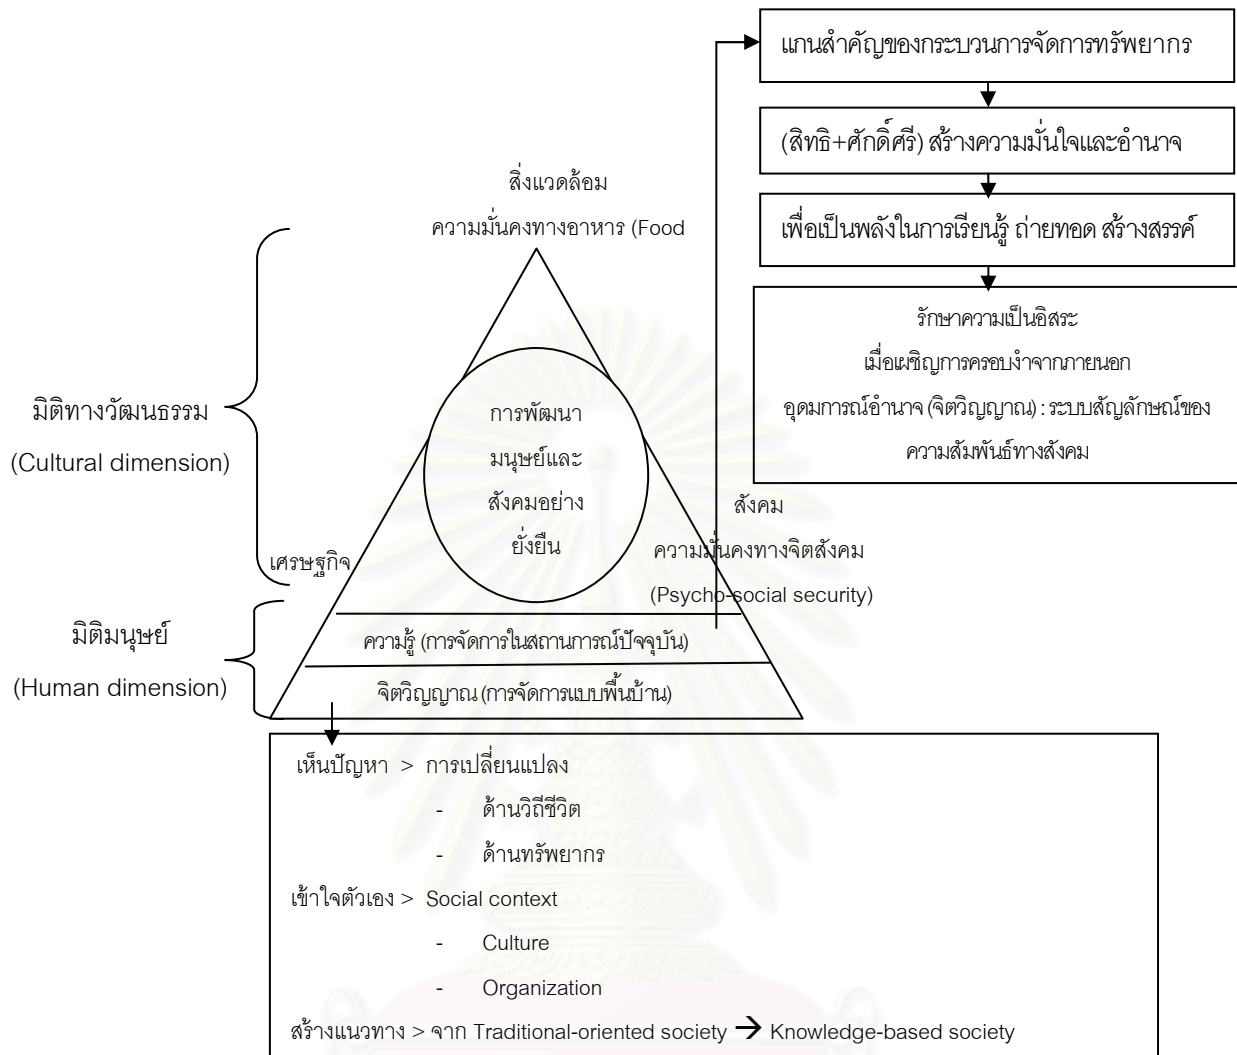 แกนสำคัญของกระบวนการจัดการทรัพยากร
(สิทธิ+ศักดิ์ศรี) สร้างความมั่นใจและอำนาจ
เพื่อเป็นพลังในการเรียนรู้ ถ่ายทอด สร้างสรรค์
รักษาความเป็นอิสระ
เมื่อเผชิญการครอบงำจากภายนอก
อุดมการณ์อำนาจ (จิตวิญญาณ) : ระบบสัญลักษณ์ของ
ความสัมพันธ์ทางสังคม
สิ่งแวดล้อม
ความมั่นคงทางอาหาร (Food
มิติทางวัฒนธรรม
(Cultural dimension)
การพัฒนา
มนุษย์และ
สังคมอย่าง
ยั่งยืน
เศรษฐกิจ
สังคม
ความมั่นคงทางจิตสังคม
(Psycho-social security)
มิติมนุษย์
(Human dimension)
ความรู้ (การจัดการในสถานการณ์ปัจจุบัน)
จิตวิญญาณ (การจัดการแบบพื้นบ้าน)
เห็นปัญหา > การเปลี่ยนแปลง
- ด้านวิถีชีวิต
- ด้านทรัพยากร
เข้าใจตัวเอง > Social context
- Culture
- Organization
สร้างแนวทาง > จาก Traditional-oriented society → Knowledge-based society